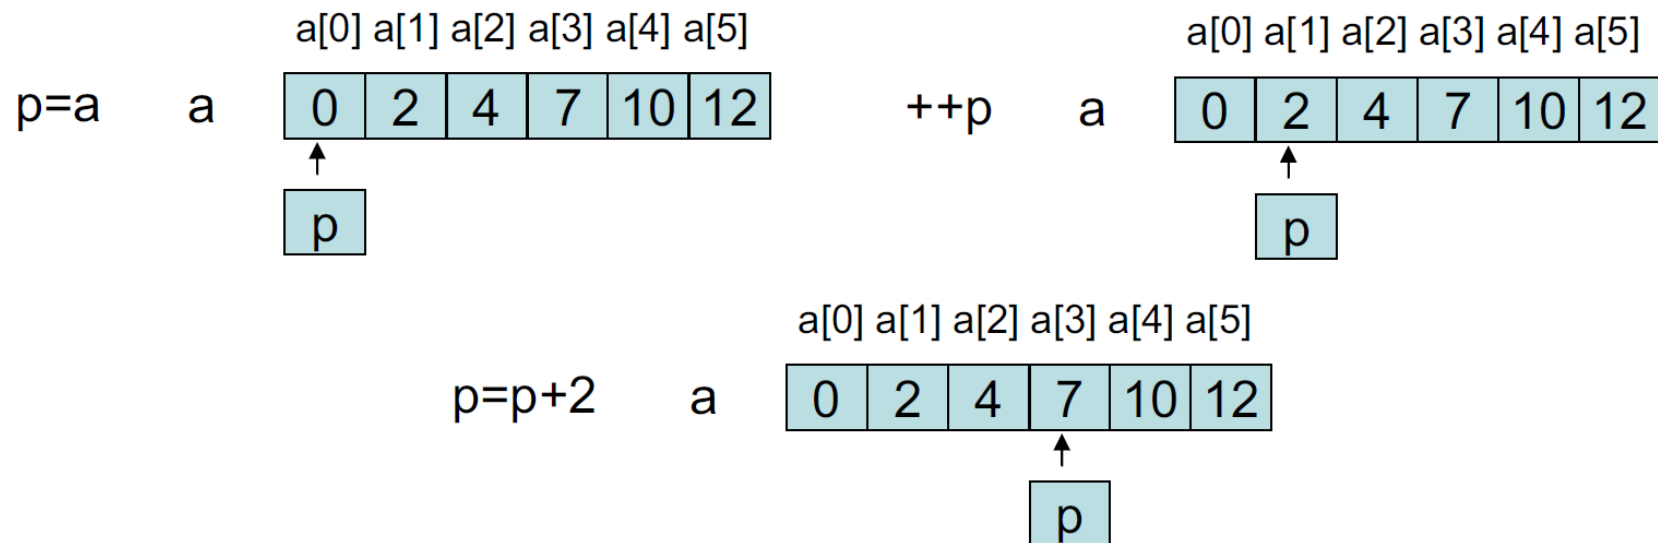 a[0] a[1] a[2] a[3] a[4] a[5]
p=a a 0 2 4 7 10 12
p
a[0] a[1] a[2] a[3] a[4] a[5]
++p a 0 2 4 7 10 12
p
a[0] a[1] a[2] a[3] a[4] a[5]
p=p+2 a 0 2 4 7 10 12
p